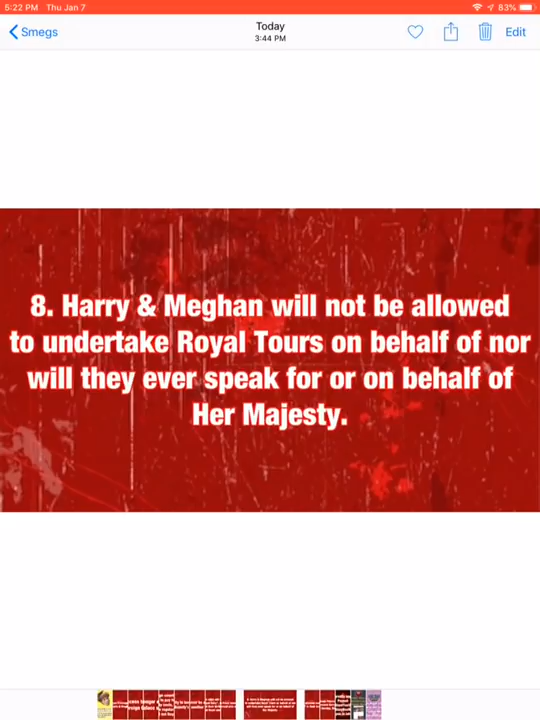 5:22 PM Thu Jan 7
83%
Smegs
Today
3:44 PM
Edit
8. Harry & Meghan will not be allowed
to undertake Royal Tours on behalf of nor
will they ever speak for or on behalf of
Her Majesty.